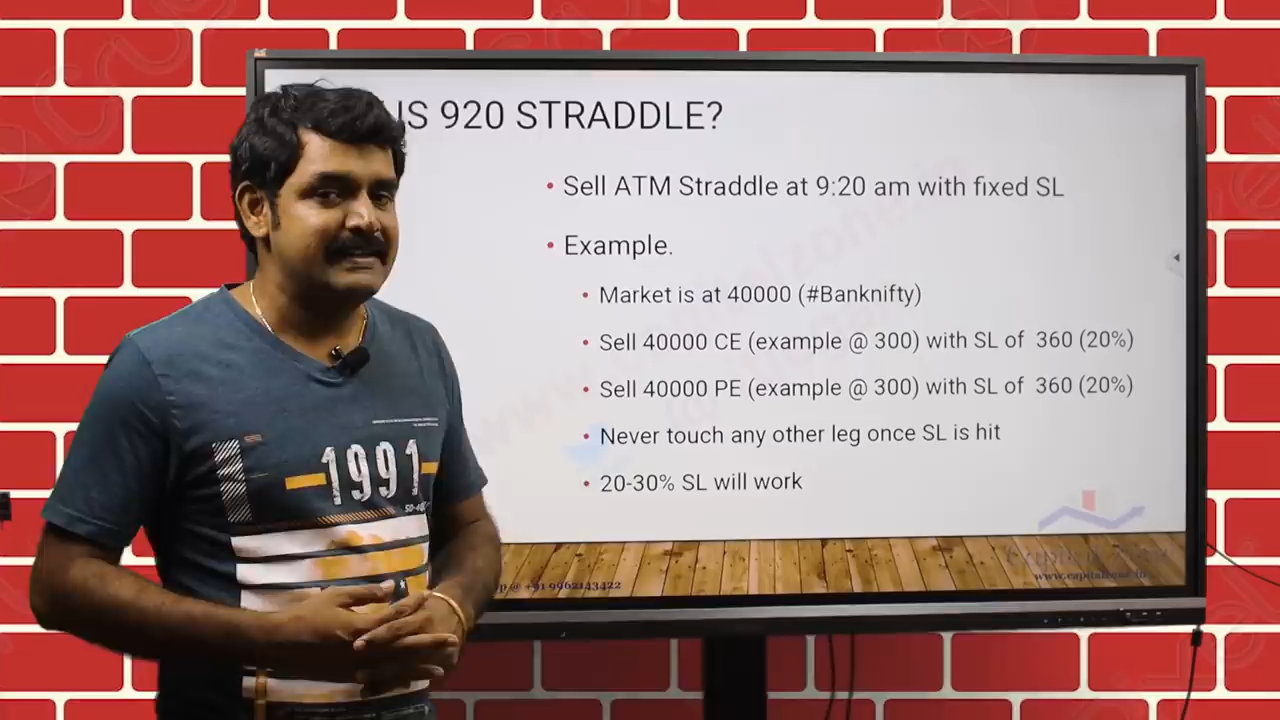 IS 920 STRADDLE?
• Sell ATM Straddle at 9:20 am with fixed SL
• Example.
• Market is at 40000 (#Banknifty)
• Sell 40000 CE (example @ 300) with SL of 360 (20%)
• Sell 40000 PE (example @ 300) with SL of 360 (20%)
• Never touch any other leg once SL is hit
• 20-30% SL will work
1991
p @ +91 9962143422